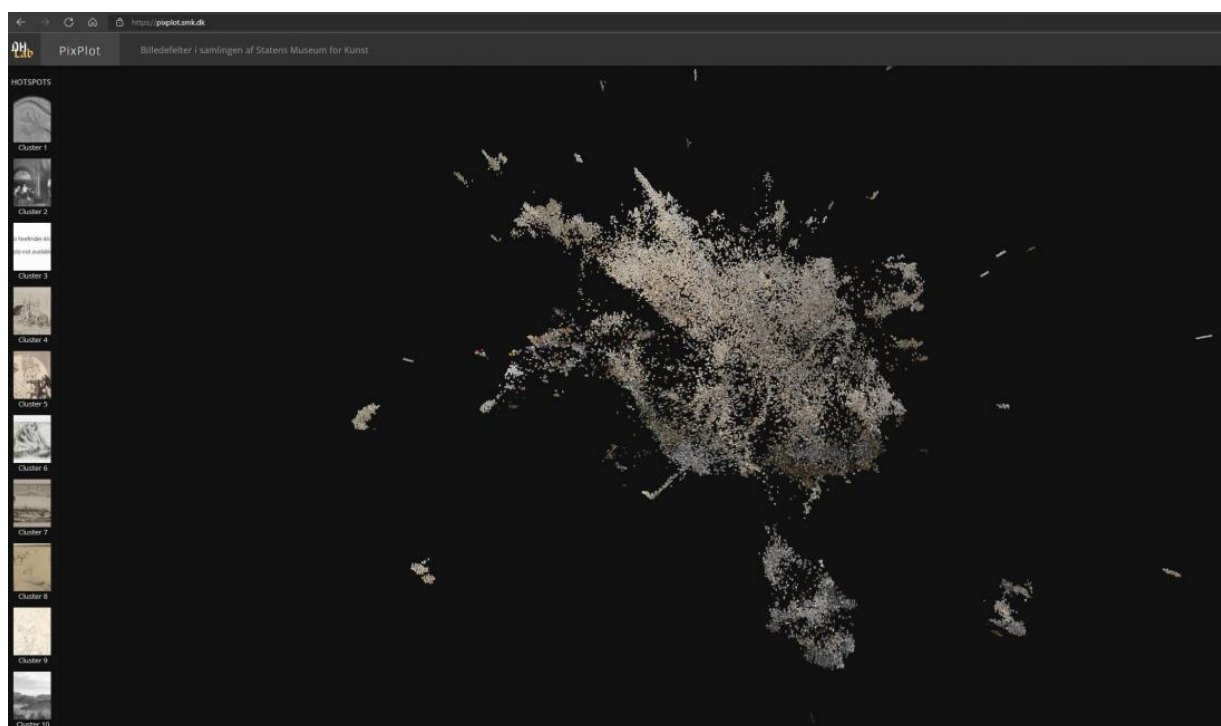 https://pixplot.smk.dk
DH
Lab
PixPlot
Billedefelter i samlingen af Statens Museum for Kunst
HOTSPOTS
Cluster 1
Cluster 2
Cluster 3
Cluster 4
Cluster 5
Cluster 6
Cluster 7
Cluster 8
Cluster 9
Cluster 10